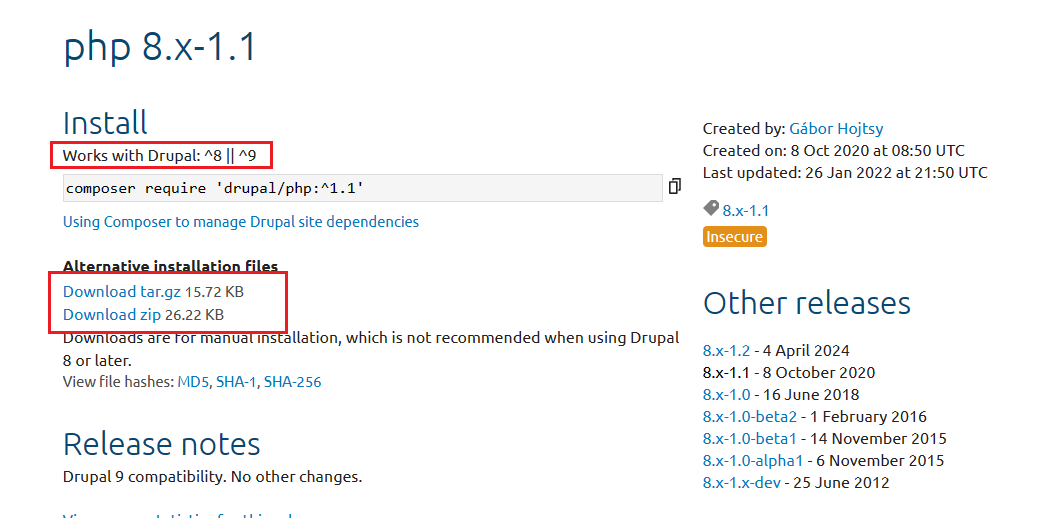 php 8.x-1.1
Install
Works with Drupal: ^8 || ^9
composer require 'drupal/php:^1.1'
Using Composer to manage Drupal site dependencies
Alternative installation files
Download tar.gz 15.72 KB
Download zip 26.22 KB
Downloads are for manual installation, which is not recommended when using Drupal
8 or later.
View file hashes: MD5, SHA-1, SHA-256
Release notes
Drupal 9 compatibility. No other changes.
Created by: Gábor Hojtsy
Created on: 8 Oct 2020 at 08:50 UTC
Last updated: 26 Jan 2022 at 21:50 UTC
8.x-1.1
Insecure
Other releases
8.x-1.2 - 4 April 2024
8.x-1.1 - 8 October 2020
8.x-1.0 - 16 June 2018
8.x-1.0-beta2 - 1 February 2016
8.x-1.0-beta1 - 14 November 2015
8.x-1.0-alpha1 - 6 November 2015
8.x-1.x-dev - 25 June 2012